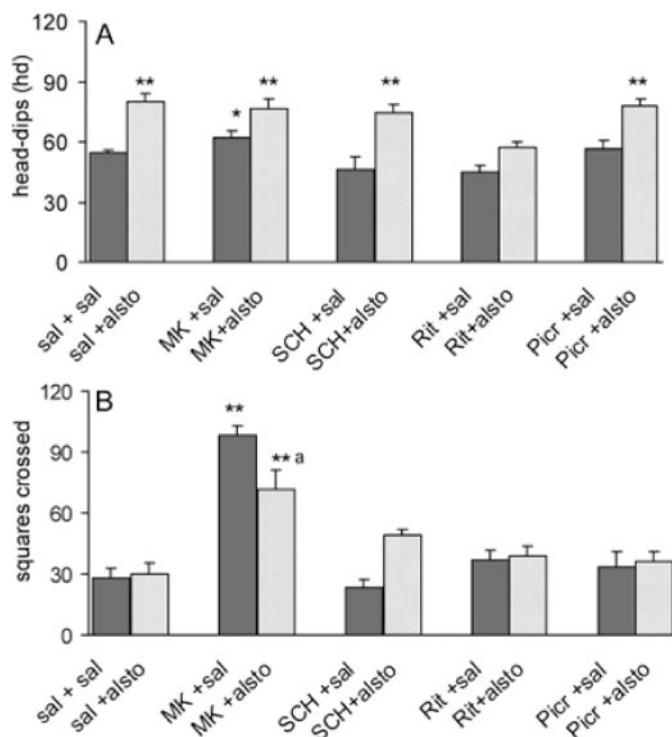 A
head-dips (hd)
120
90
60
30
0
**
*
**
**
**
sal + sal
sal +alsto
MK +sal
MK+alsto
SCH +sal
SCH+alsto
Rit +sal
Rit+alsto
Picr +sal
Picr +alsto
B
squares crossed
120
90
60
30
0
**
** a
sal + sal
sal +alsto
MK +sal
MK +alsto
SCH +sal
SCH+alsto
Rit +sal
Rit+alsto
Picr +sal
Picr +alsto